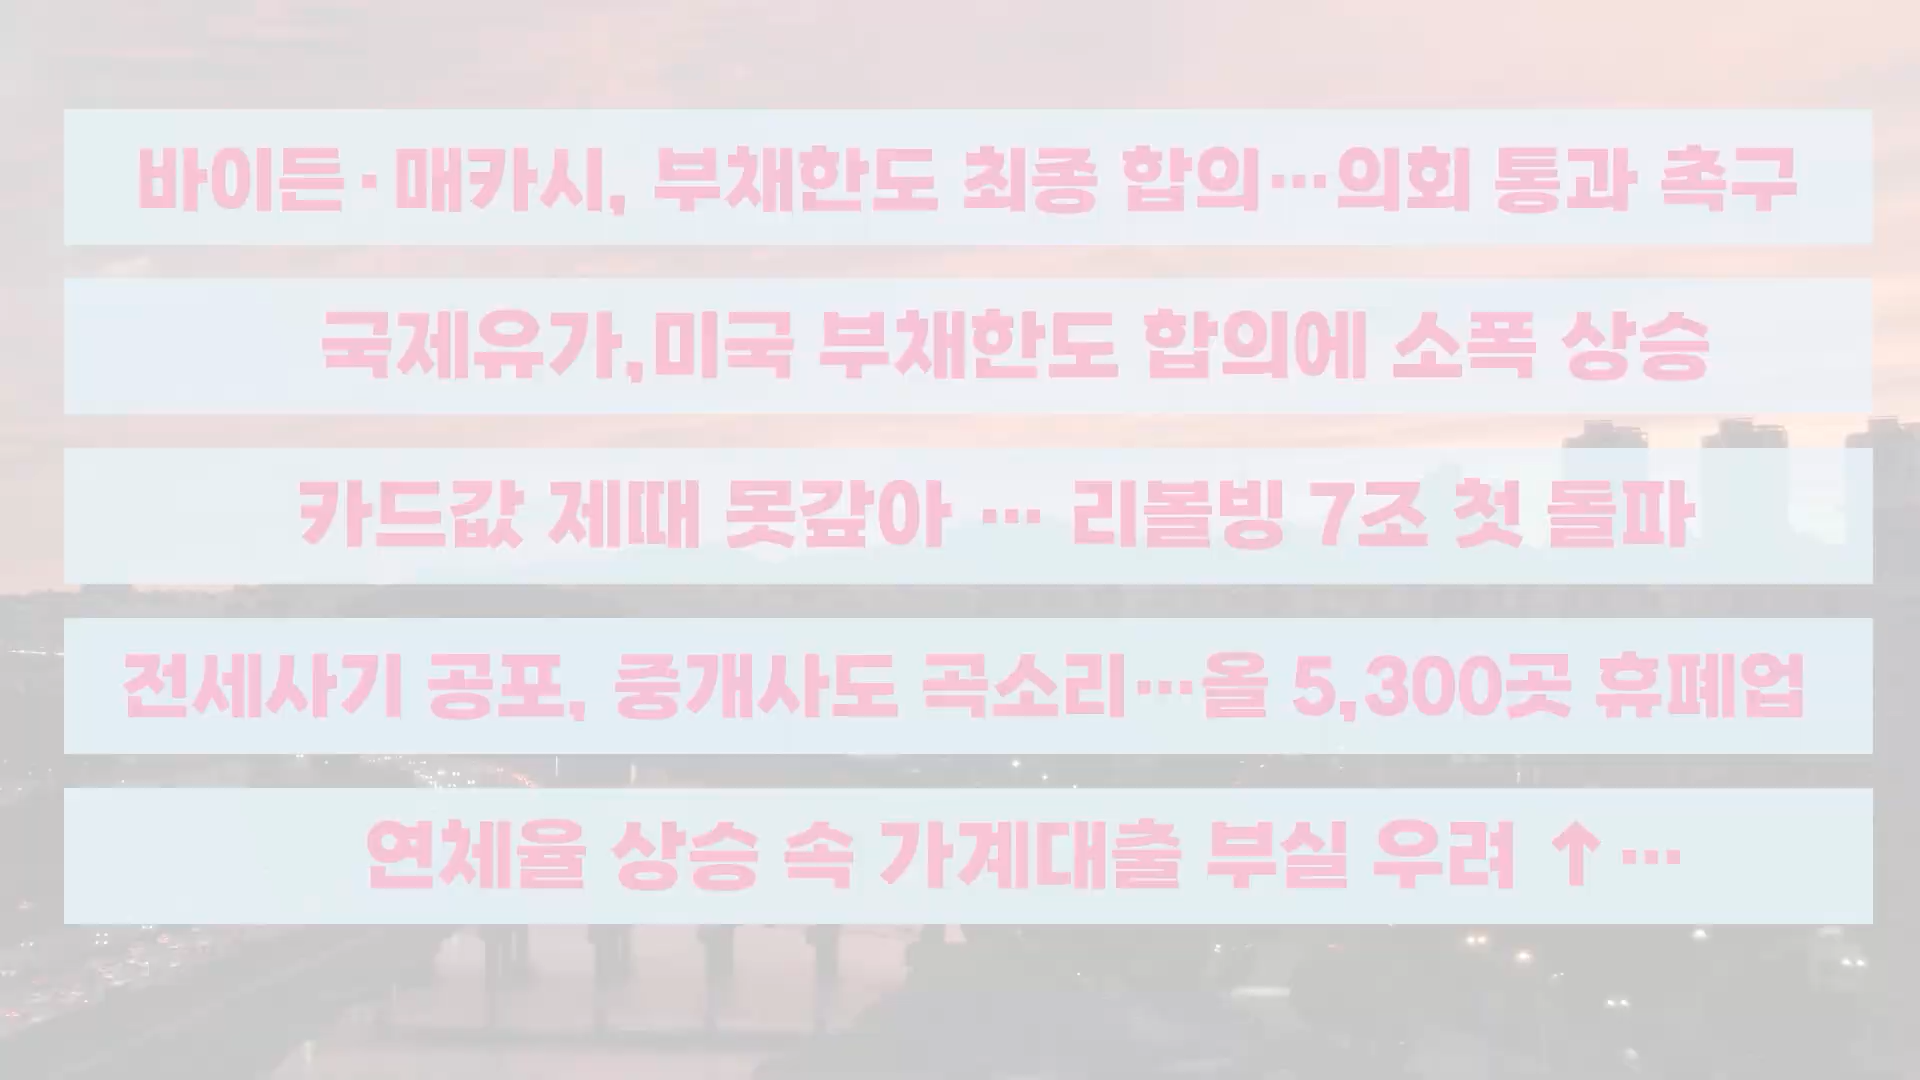 바이든·매카시, 부채한도 최종 합의…의회 통과 촉구
국제유가,미국 부채한도 합의에 소폭 상승
카드값 제때 못갚아 … 리볼빙 7조 첫 돌파
전세사기 공포, 중개사도 곡소리…올 5,300곳 휴폐업
연체율 상승 속 가계대출 부실 우려 ↑…